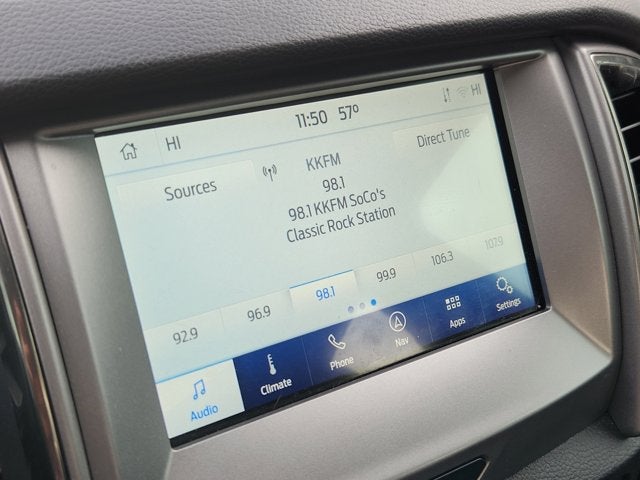 HI
11:50 57°
HI
Sources
KKFM
Direct Tune
98.1
98.1 KKFM SoCo's
Classic Rock Station
92.9
96.9
98.1
99.9
106.3
107.9
Audio
Climate
Phone
Nav
Apps
Settings